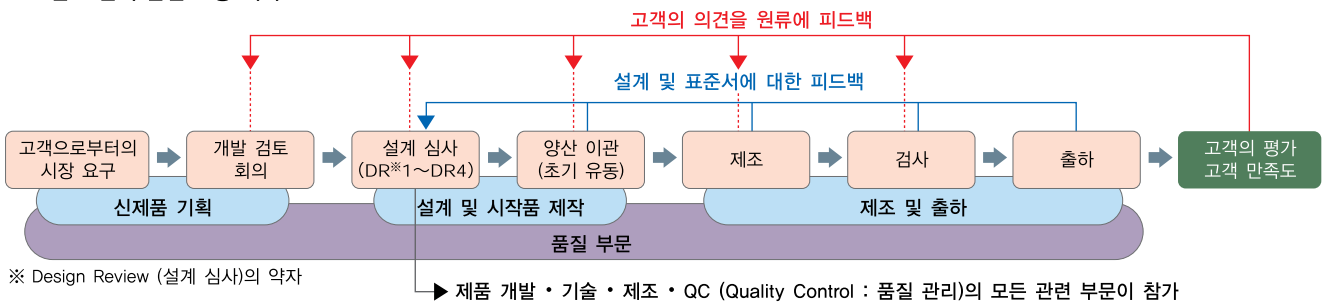 고객의 의견을 원류에 피드백
설계 및 표준서에 대한 피드백
고객으로부터의
시장 요구
개발 검토
회의
설계 심사
(DR※1～DR4)
양산 이관
(초기 유동)
제조
검사
출하
고객의 평가
고객 만족도
신제품 기획
설계 및 시작품 제작
제조 및 출하
품질 부문
※ Design Review (설계 심사)의 약자
제품 개발・기술・제조・QC (Quality Control : 품질 관리)의 모든 관련 부문이 참가